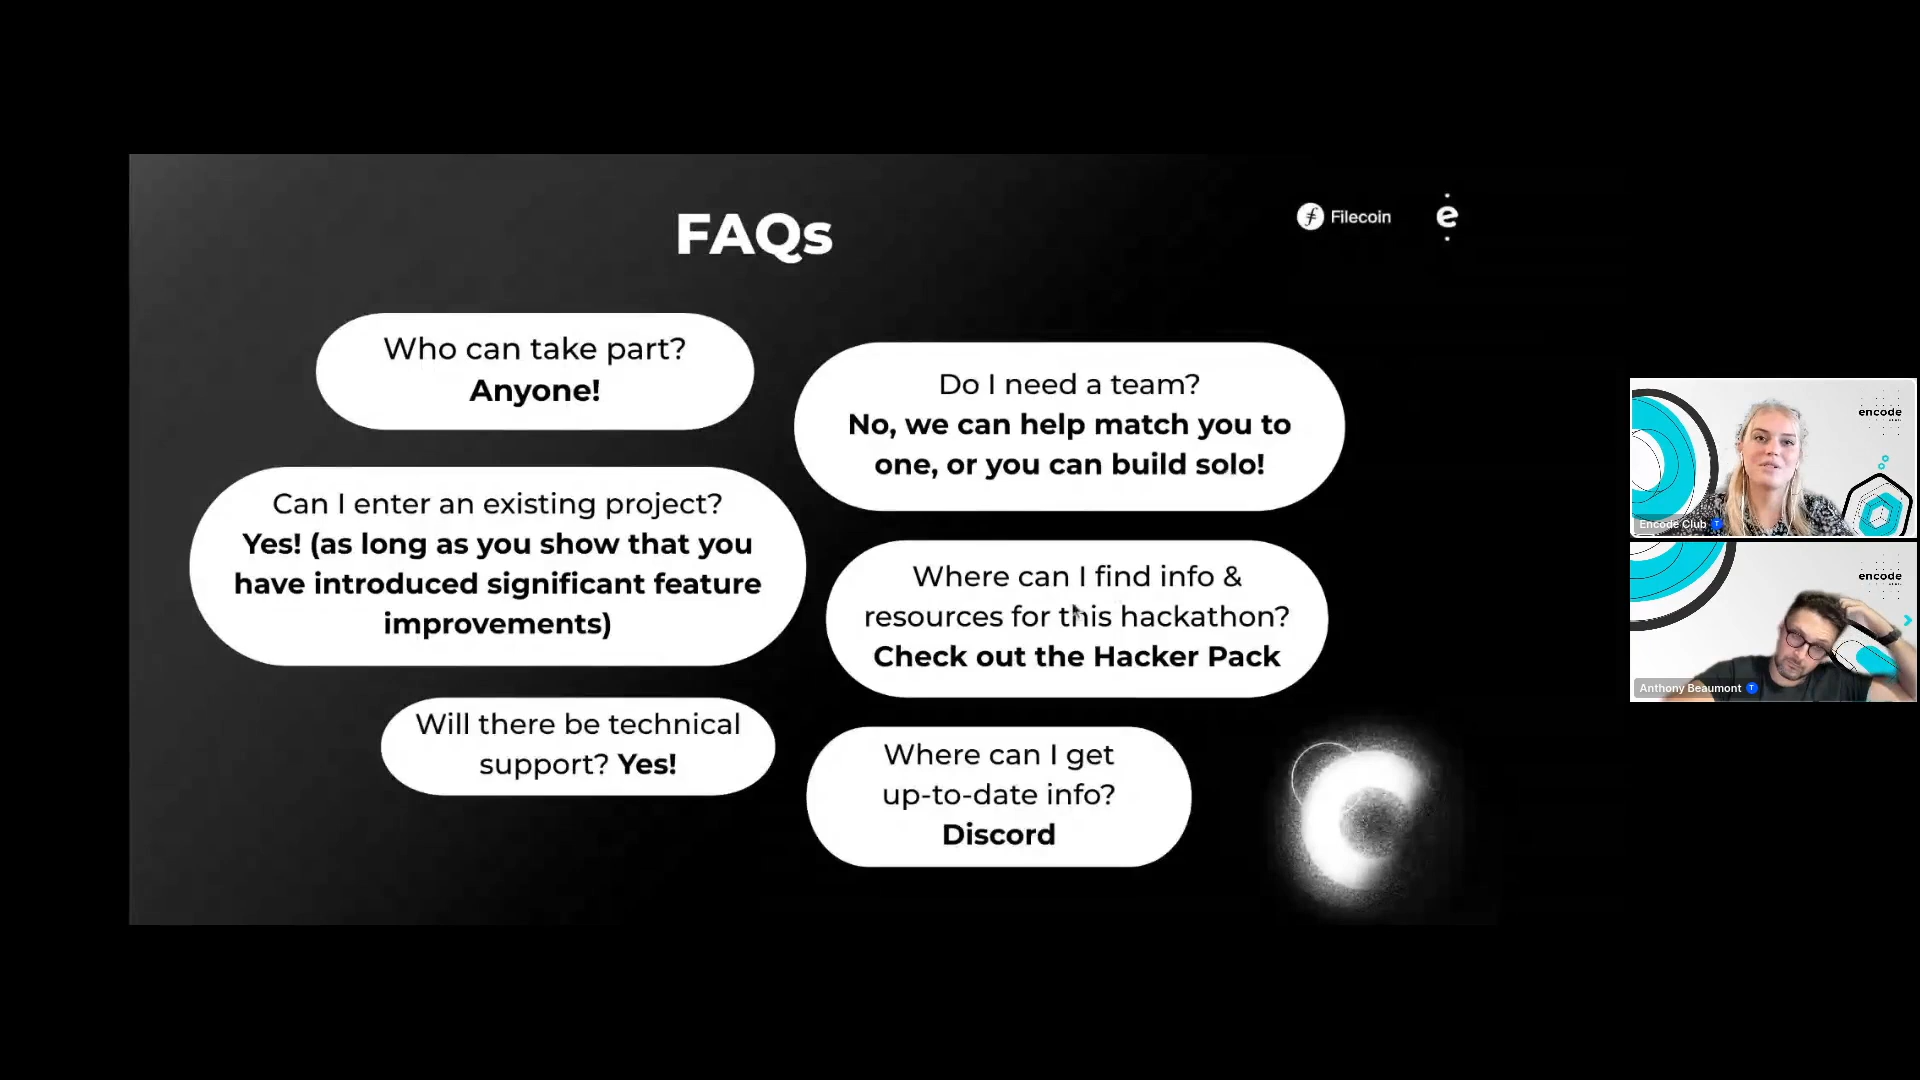 FAQs
Filecoin
e
Who can take part?
Anyone!
Do I need a team?
No, we can help match you to
one, or you can build solo!
Can I enter an existing project?
Yes! (as long as you show that you
have introduced significant feature
improvements)
Where can I find info &
resources for this hackathon?
Check out the Hacker Pack
Will there be technical
support? Yes!
Where can I get
up-to-date info?
Discord
encode
Encode Club T
encode
Anthony Beaumont T